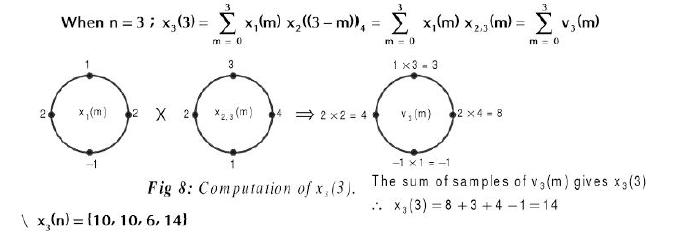 When n = 3 ; x₃(3) = 3 Σ m = 0 x₁(m) x₂((3 – m))₄ = 3 Σ m = 0 x₁(m) x₂,₃(m) = 3 Σ m = 0 v₃(m)
1 3 1 ×3 = 3
2 x₁(m) 2 X 2 x₂,₃(m) 4 ⇒ 2 ×2 = 4 v₃(m) 2 ×4 = 8
–1 1 –1 ×1 = –1
Fig 8: Computation of x₃(3). The sum of samples of v₃(m) gives x₃(3)
∴ x₃(3) = 8 +3 +4 –1 = 14
\ x₃(n) = {10, 10, 6, 14}